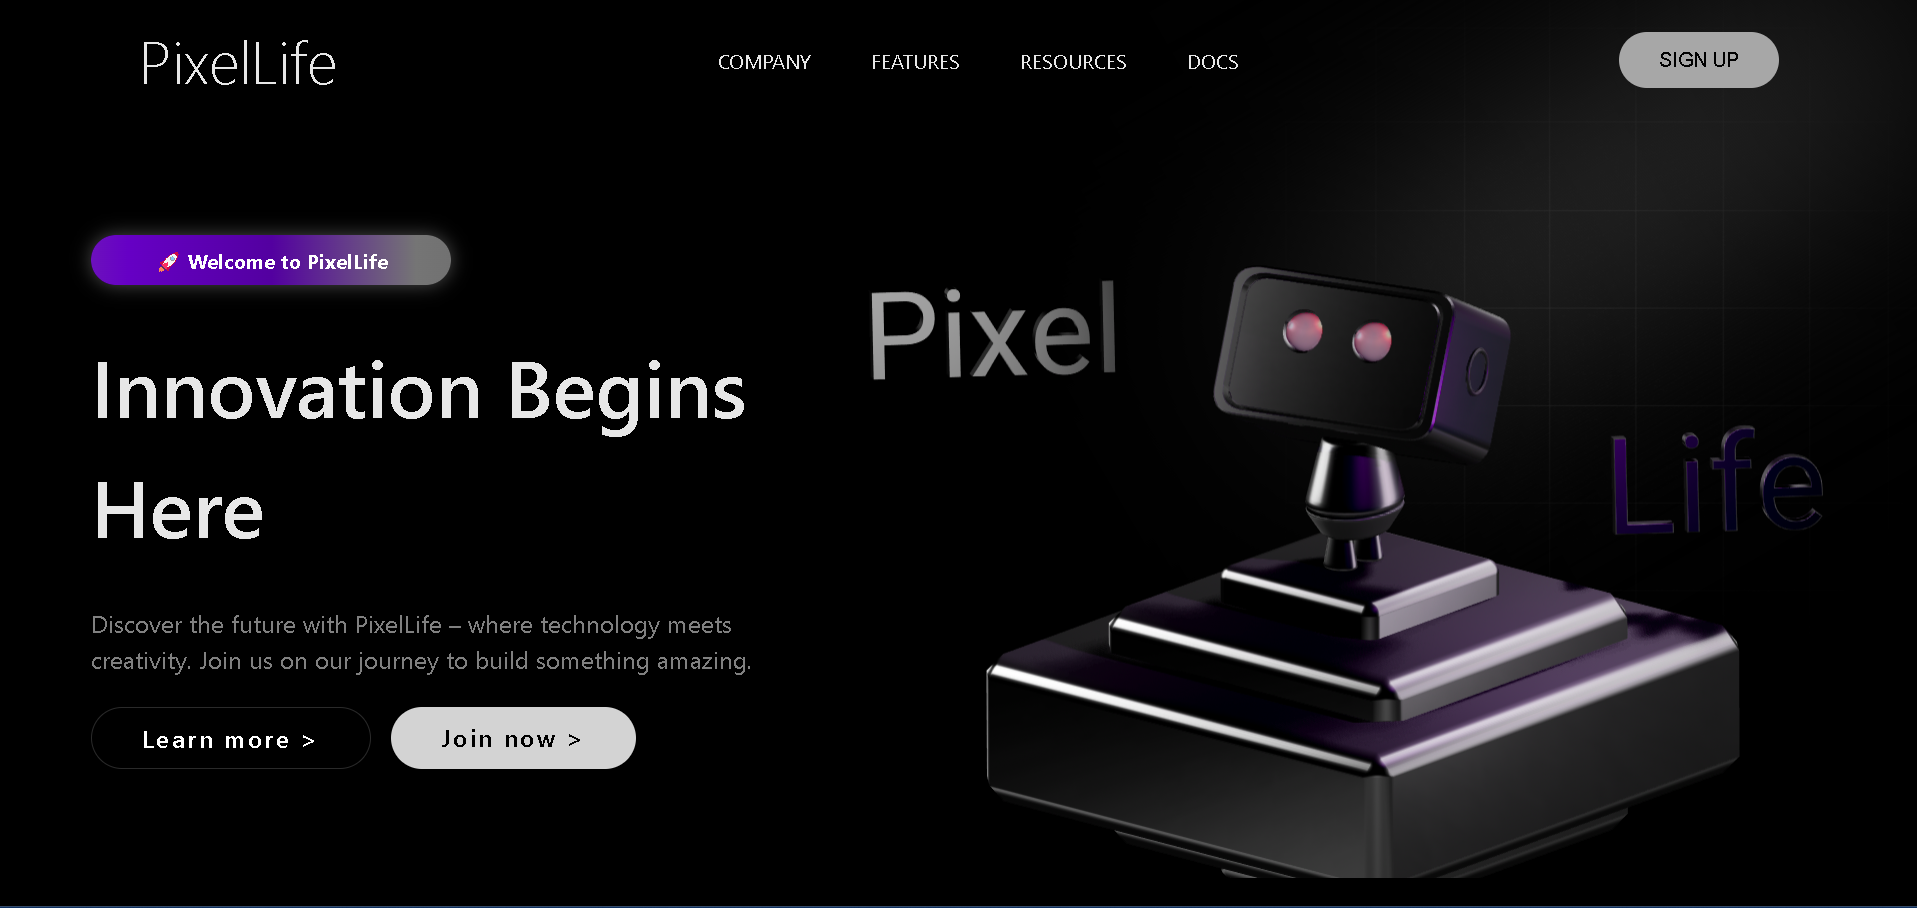 PixelLife
COMPANY
FEATURES
RESOURCES
DOCS
SIGN UP
🚀 Welcome to PixelLife
Innovation Begins
Here
Discover the future with PixelLife – where technology meets
creativity. Join us on our journey to build something amazing.
Learn more >
Join now >
Pixel
Life